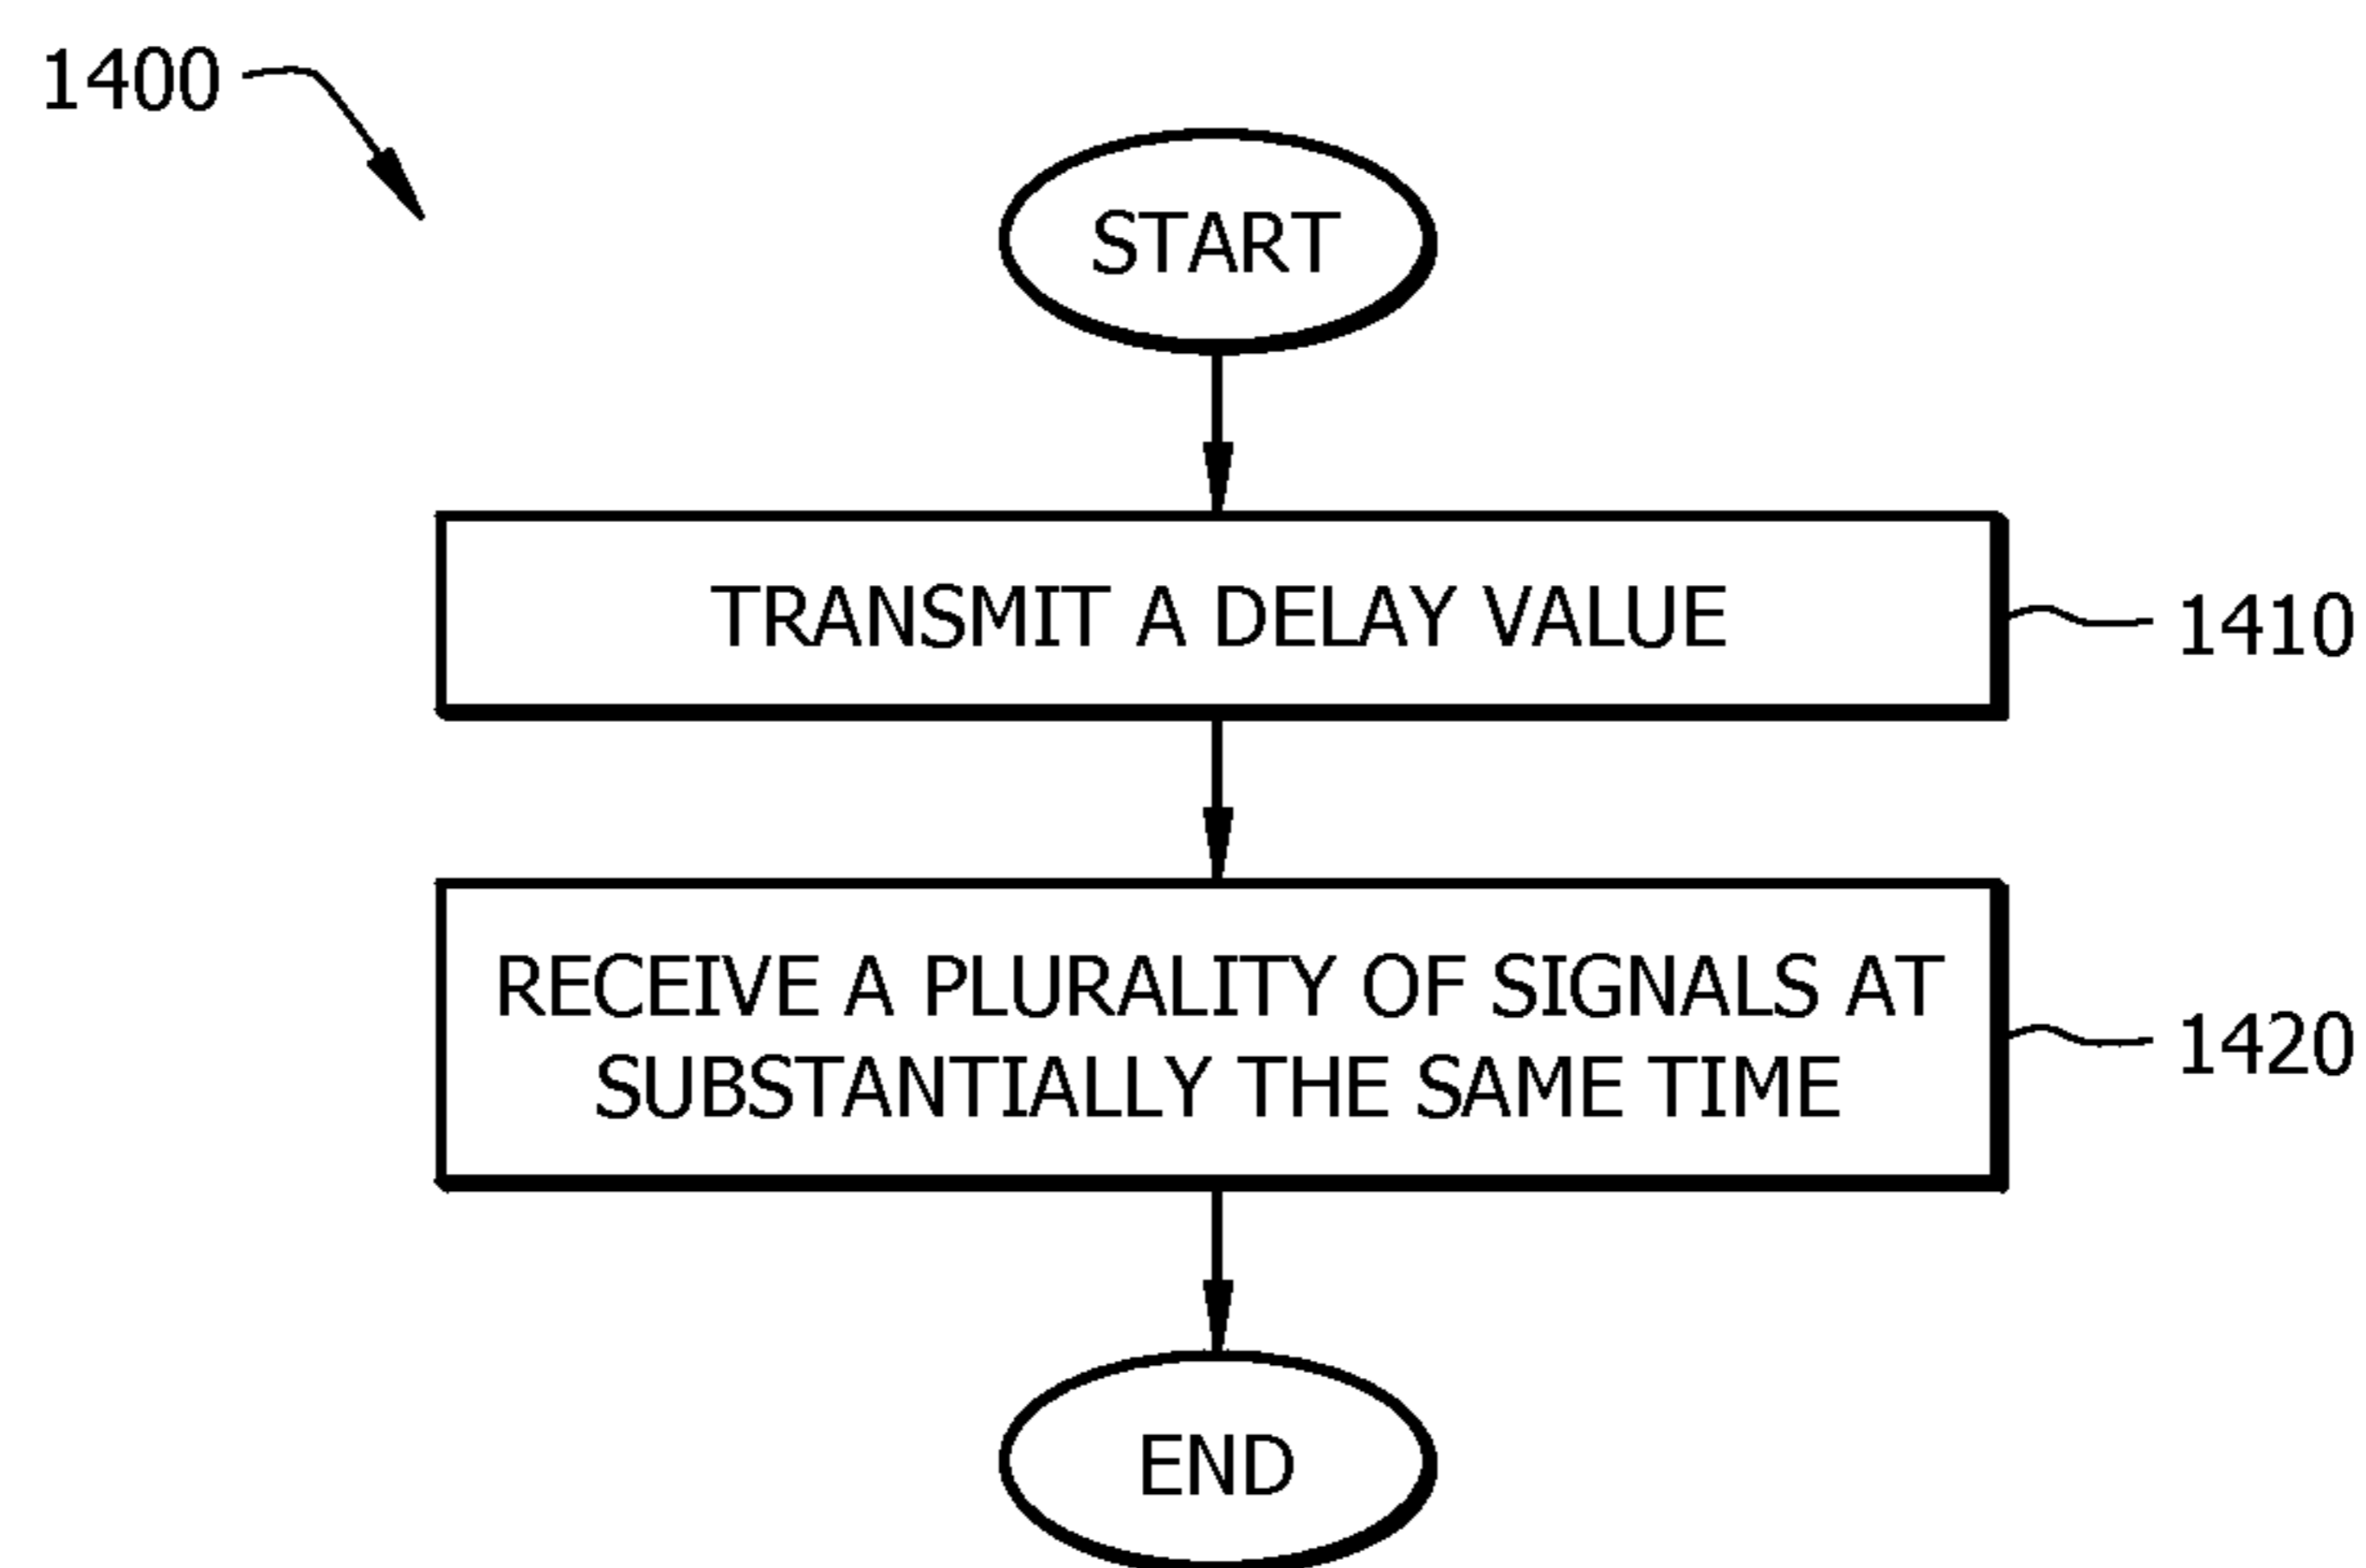 1400
START
TRANSMIT A DELAY VALUE
1410
RECEIVE A PLURALITY OF SIGNALS AT
SUBSTANTIALLY THE SAME TIME
1420
END